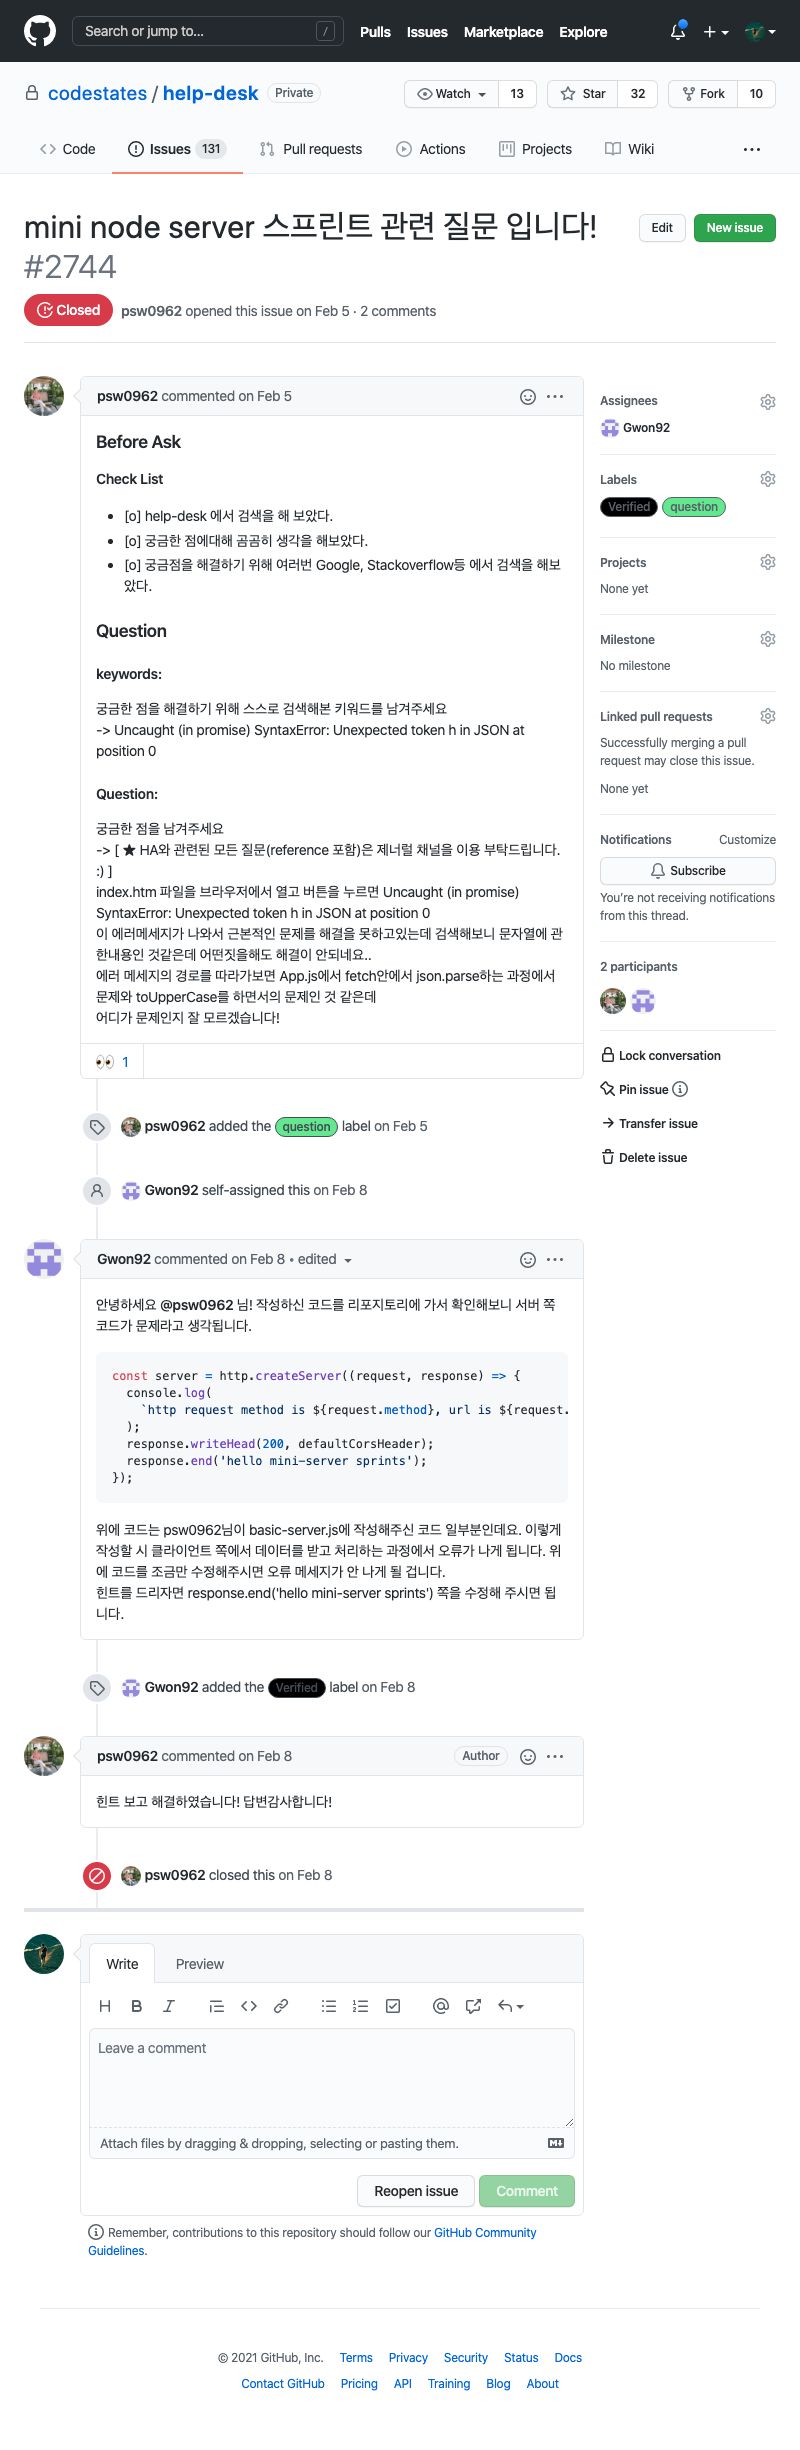 Search or jump to... /
Pulls Issues Marketplace Explore
codestates / help-desk Private
Watch 13 Star 32 Fork 10
Code Issues 131 Pull requests Actions Projects Wiki ...
mini node server 스프린트 관련 질문 입니다!
#2744
Edit New issue
Closed psw0962 opened this issue on Feb 5 · 2 comments
psw0962 commented on Feb 5
Before Ask
Check List
• [o] help-desk 에서 검색을 해 보았다.
• [o] 궁금한 점에대해 곰곰히 생각을 해보았다.
• [o] 궁금점을 해결하기 위해 여러번 Google, Stackoverflow등 에서 검색을 해보
았다.
Question
keywords:
궁금한 점을 해결하기 위해 스스로 검색해본 키워드를 남겨주세요
-> Uncaught (in promise) SyntaxError: Unexpected token h in JSON at
position 0
Question:
궁금한 점을 남겨주세요
-> [ ★ HA와 관련된 모든 질문(reference 포함)은 제너럴 채널을 이용 부탁드립니다.
:) ]
index.htm 파일을 브라우저에서 열고 버튼을 누르면 Uncaught (in promise)
SyntaxError: Unexpected token h in JSON at position 0
이 에러메세지가 나와서 근본적인 문제를 해결을 못하고있는데 검색해보니 문자열에 관
한내용인 것같은데 어떤짓을해도 해결이 안되네요..
에러 메세지의 경로를 따라가보면 App.js에서 fetch안에서 json.parse하는 과정에서
문제와 toUpperCase를 하면서의 문제인 것 같은데
어디가 문제인지 잘 모르겠습니다!
👀 1
psw0962 added the question label on Feb 5
Gwon92 self-assigned this on Feb 8
Gwon92 commented on Feb 8 • edited
안녕하세요 @psw0962 님! 작성하신 코드를 리포지토리에 가서 확인해보니 서버 쪽
코드가 문제라고 생각됩니다.
const server = http.createServer((request, response) => {
console.log(
`http request method is ${request.method}, url is ${request.
);
response.writeHead(200, defaultCorsHeader);
response.end('hello mini-server sprints');
});
위에 코드는 psw0962님이 basic-server.js에 작성해주신 코드 일부분인데요. 이렇게
작성할 시 클라이언트 쪽에서 데이터를 받고 처리하는 과정에서 오류가 나게 됩니다. 위
에 코드를 조금만 수정해주시면 오류 메세지가 안 나게 될 겁니다.
힌트를 드리자면 response.end('hello mini-server sprints') 쪽을 수정해 주시면 됩
니다.
Gwon92 added the Verified label on Feb 8
psw0962 commented on Feb 8 Author
힌트 보고 해결하였습니다! 답변감사합니다!
psw0962 closed this on Feb 8
Write Preview
Leave a comment
Attach files by dragging & dropping, selecting or pasting them.
Reopen issue Comment
Remember, contributions to this repository should follow our GitHub Community
Guidelines.
Assignees
Gwon92
Labels
Verified question
Projects
None yet
Milestone
No milestone
Linked pull requests
Successfully merging a pull
request may close this issue.
None yet
Notifications Customize
Subscribe
You're not receiving notifications
from this thread.
2 participants
Lock conversation
Pin issue
Transfer issue
Delete issue
© 2021 GitHub, Inc. Terms Privacy Security Status Docs
Contact GitHub Pricing API Training Blog About